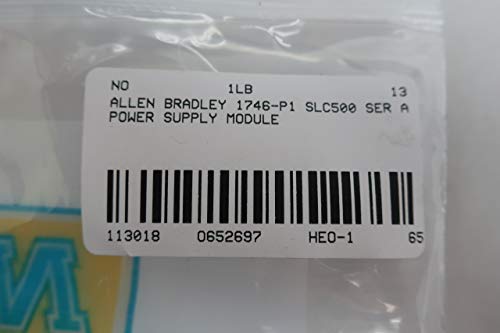 NO 1LB 13
ALLEN BRADLEY 1746-P1 SLC500 SER A
POWER SUPPLY MODULE
113018 0652697 HEO-1 65
N